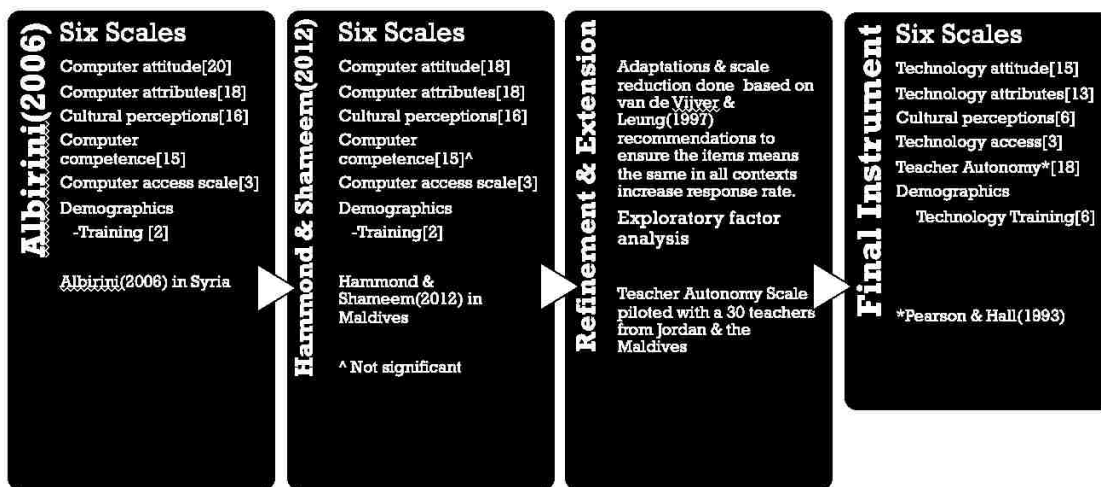 Albirini(2006)
Six Scales
Computer attitude[20]
Computer attributes[18]
Cultural perceptions[16]
Computer
competence[15]
Computer access scale[3]
Demographics
-Training [2]
Albirini(2006) in Syria
Hammond & Shameem(2012)
Six Scales
Computer attitude[18]
Computer attributes[18]
Cultural perceptions[16]
Computer
competence[15]^
Computer access scale[3]
Demographics
-Training[2]
Hammond &
Shameem(2012) in
Maldives
^ Not significant
Refinement & Extension
Adaptations & scale
reduction done based on
van de Vijver &
Leung(1997)
recommendations to
ensure the items means
the same in all contexts
increase response rate.
Exploratory factor
analysis
Teacher Autonomy Scale
piloted with a 30 teachers
from Jordan & the
Maldives
Final Instrument
Six Scales
Technology attitude[15]
Technology attributes[13]
Cultural perceptions[6]
Technology access[3]
Teacher Autonomy*[18]
Demographics
Technology Training[6]
*Pearson & Hall(1993)